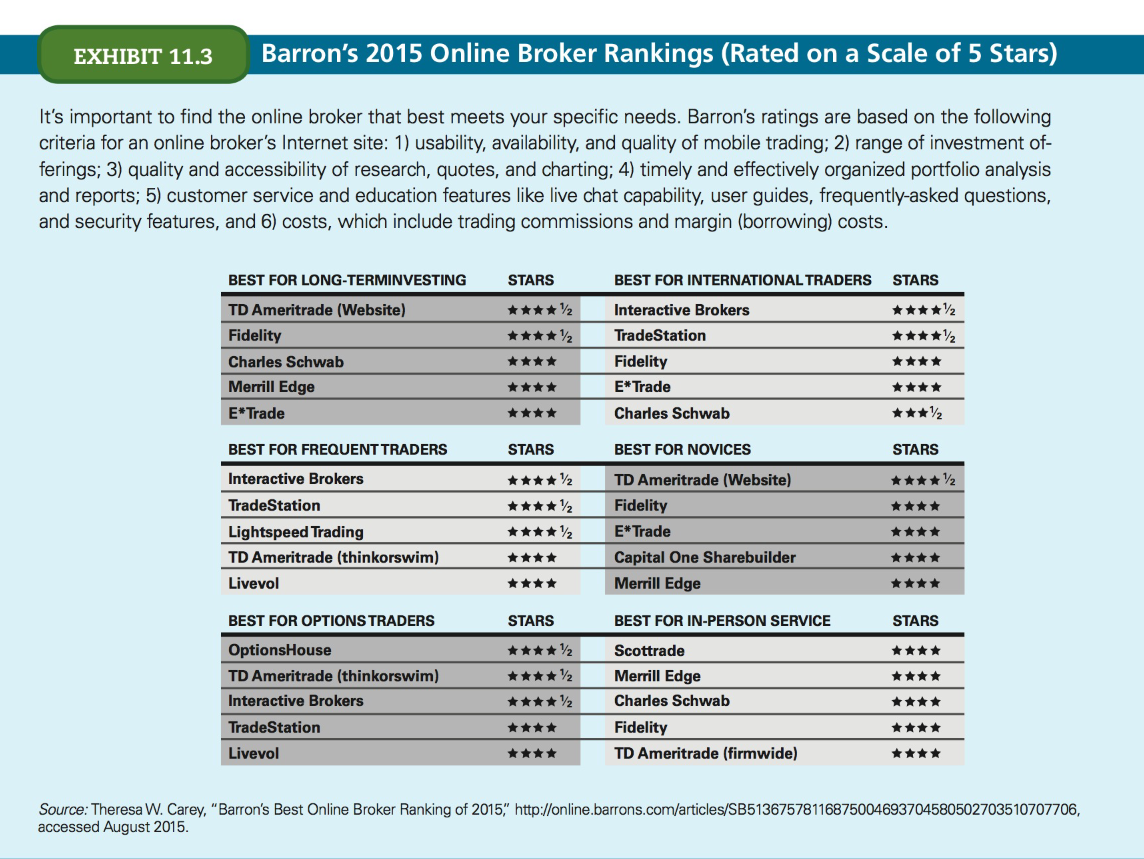 EXHIBIT 11.3 Barron's 2015 Online Broker Rankings (Rated on a Scale of 5 Stars)
It's important to find the online broker that best meets your specific needs. Barron's ratings are based on the following
criteria for an online broker's Internet site: 1) usability, availability, and quality of mobile trading; 2) range of investment of-
ferings; 3) quality and accessibility of research, quotes, and charting; 4) timely and effectively organized portfolio analysis
and reports; 5) customer service and education features like live chat capability, user guides, frequently-asked questions,
and security features, and 6) costs, which include trading commissions and margin (borrowing) costs.
BEST FOR LONG-TERMINVESTING STARS
TD Ameritrade (Website) ★★★★½
Fidelity ★★★★½
Charles Schwab ★★★★
Merrill Edge ★★★★
E*Trade ★★★★
BEST FOR INTERNATIONAL TRADERS STARS
Interactive Brokers ★★★★½
TradeStation ★★★★½
Fidelity ★★★★
E*Trade ★★★★
Charles Schwab ★★★½
BEST FOR FREQUENT TRADERS STARS
Interactive Brokers ★★★★½
TradeStation ★★★★½
Lightspeed Trading ★★★★½
TD Ameritrade (thinkorswim) ★★★★
Livevol ★★★★
BEST FOR NOVICES STARS
TD Ameritrade (Website) ★★★★½
Fidelity ★★★★
E*Trade ★★★★
Capital One Sharebuilder ★★★★
Merrill Edge ★★★★
BEST FOR OPTIONS TRADERS STARS
OptionsHouse ★★★★½
TD Ameritrade (thinkorswim) ★★★★½
Interactive Brokers ★★★★½
TradeStation ★★★★
Livevol ★★★★
BEST FOR IN-PERSON SERVICE STARS
Scottrade ★★★★
Merrill Edge ★★★★
Charles Schwab ★★★★
Fidelity ★★★★
TD Ameritrade (firmwide) ★★★★
Source: Theresa W. Carey, "Barron's Best Online Broker Ranking of 2015," http://online.barrons.com/articles/SB51367578116875004693704580502703510707706,
accessed August 2015.